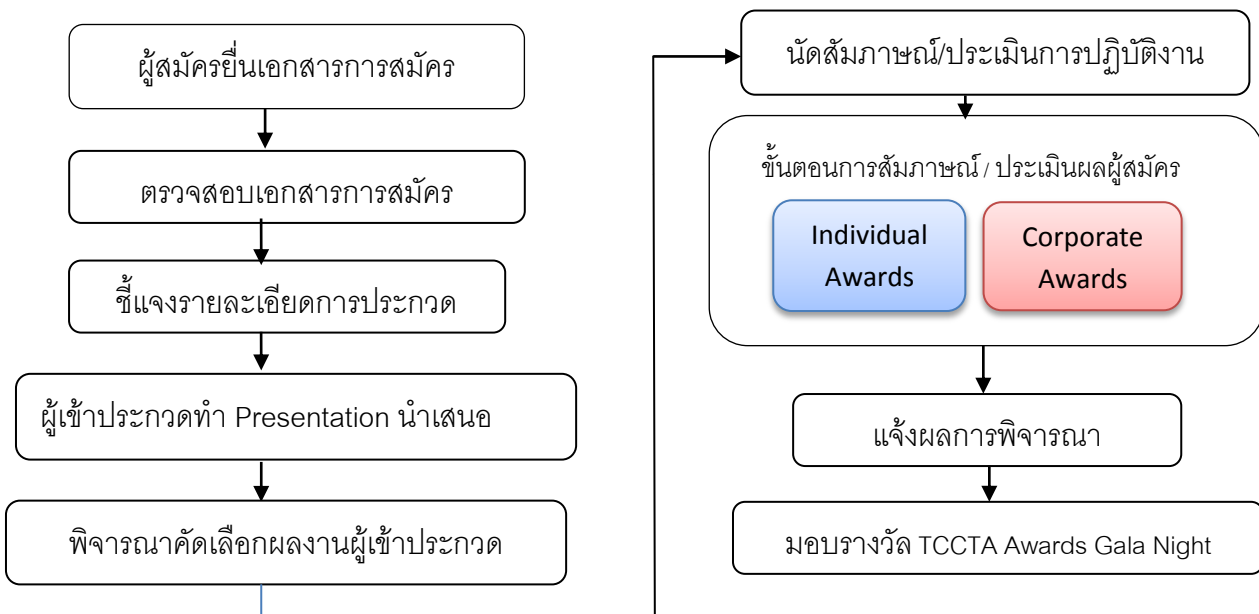 ผู้สมัครยื่นเอกสารการสมัคร
ตรวจสอบเอกสารการสมัคร
ชี้แจงรายละเอียดการประกวด
ผู้เข้าประกวดทำ Presentation นำเสนอ
พิจารณาคัดเลือกผลงานผู้เข้าประกวด
นัดสัมภาษณ์/ประเมินการปฏิบัติงาน
ขั้นตอนการสัมภาษณ์ / ประเมินผลผู้สมัคร
Individual
Awards
Corporate
Awards
แจ้งผลการพิจารณา
มอบรางวัล TCCTA Awards Gala Night